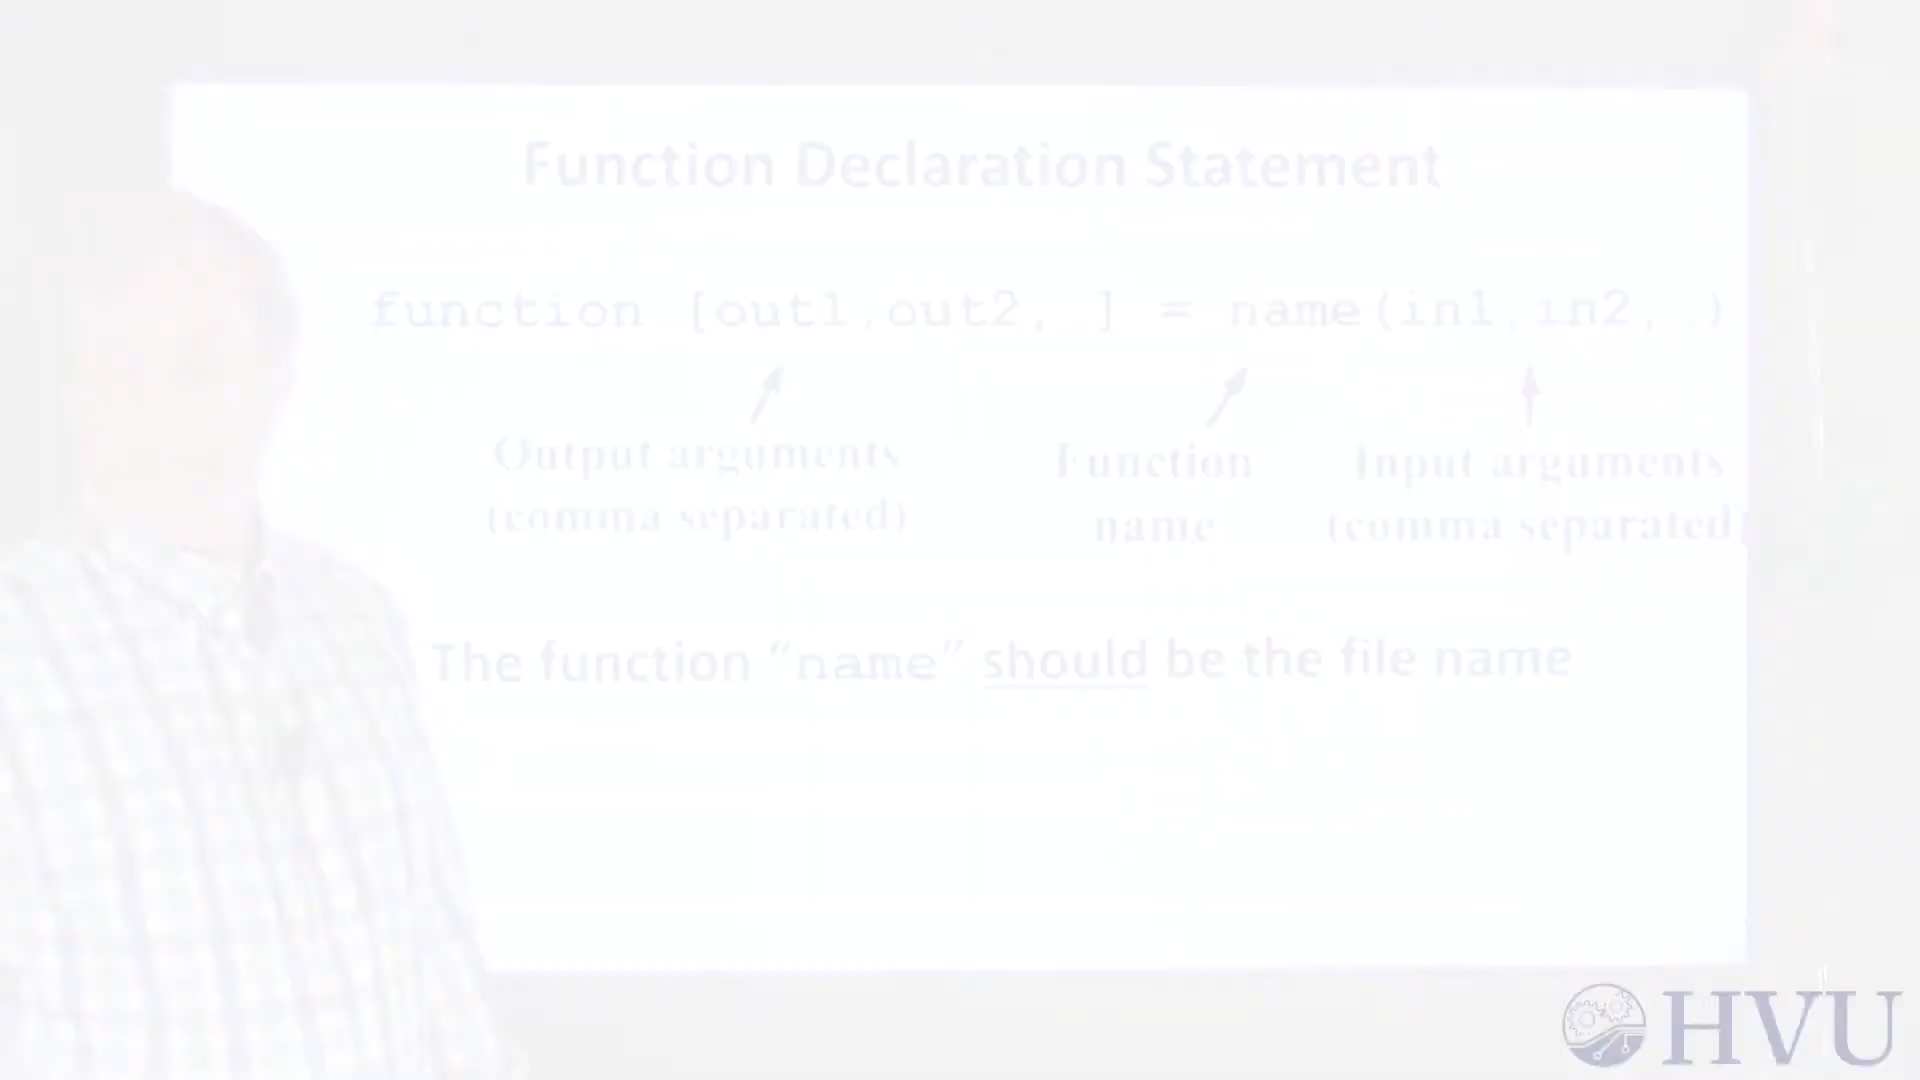 Function Declaration Statement
function [out1,out2,…] = name(in1,in2,…)
Output arguments
(comma separated)
Function
name
Input arguments
(comma separated)
The function "name" should be the file name
HVU